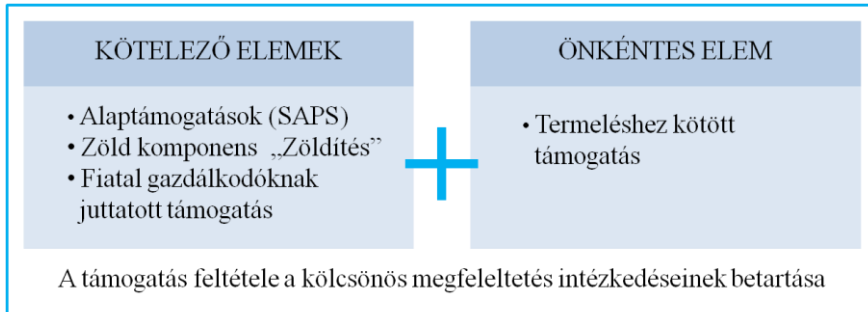 KÖTELEZŐ ELEMEK
• Alaptámogatások (SAPS)
• Zöld komponens „Zöldítés”
• Fiatal gazdálkodóknak
juttatott támogatás
ÖNKÉNTES ELEM
• Termeléshez kötött
támogatás
A támogatás feltétele a kölcsönös megfeleltetés intézkedéseinek betartása